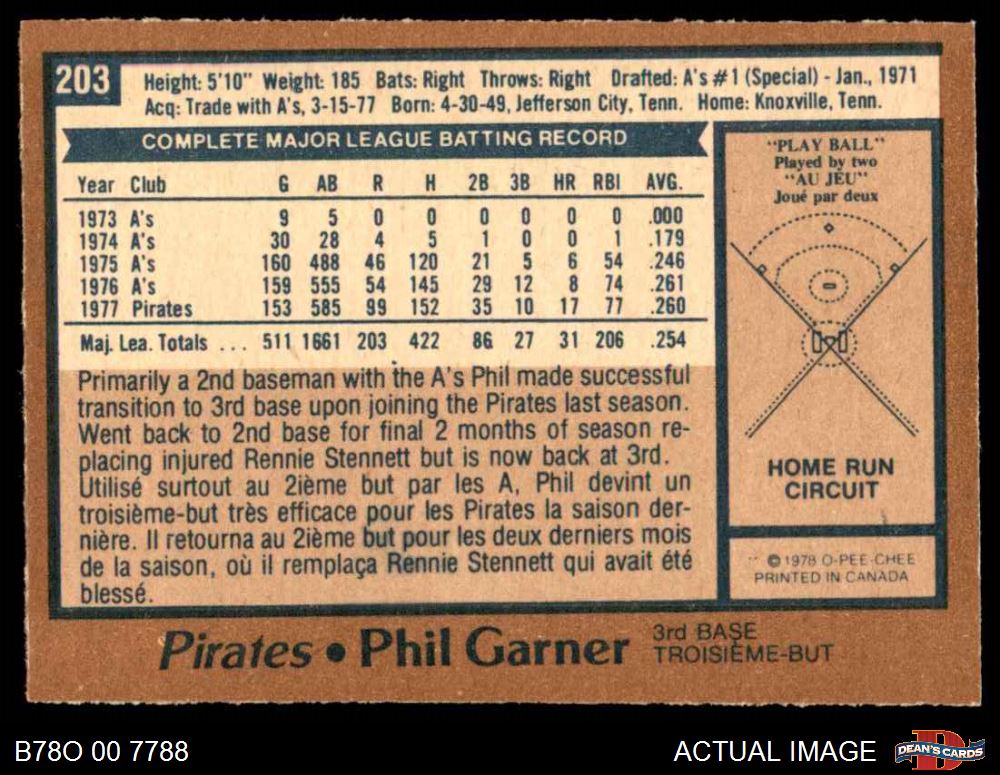 203
Height: 5'10" Weight: 185 Bats: Right Throws: Right Drafted: A's #1 (Special) - Jan., 1971
Acq: Trade with A's, 3-15-77 Born: 4-30-49, Jefferson City, Tenn. Home: Knoxville, Tenn.
COMPLETE MAJOR LEAGUE BATTING RECORD
Year Club G AB R H 2B 3B HR RBI AVG.
1973 A's 9 5 0 0 0 0 0 0 .000
1974 A's 30 28 4 5 1 0 0 1 .179
1975 A's 160 488 46 120 21 5 6 54 .246
1976 A's 159 555 54 145 29 12 8 74 .261
1977 Pirates 153 585 99 152 35 10 17 77 .260
Maj. Lea. Totals ... 511 1661 203 422 86 27 31 206 .254
Primarily a 2nd baseman with the A's Phil made successful
transition to 3rd base upon joining the Pirates last season.
Went back to 2nd base for final 2 months of season re-
placing injured Rennie Stennett but is now back at 3rd.
Utilisé surtout au 2ième but par les A, Phil devint un
troisième-but très efficace pour les Pirates la saison der-
nière. Il retourna au 2ième but pour les deux derniers mois
de la saison, où il remplaça Rennie Stennett qui avait été
blessé.
"PLAY BALL"
Played by two
"AU JEU"
Joué par deux
HOME RUN
CIRCUIT
© 1978 O-PEE-CHEE
PRINTED IN CANADA
Pirates • Phil Garner
3rd BASE
TROISIÈME-BUT
B78O 00 7788
ACTUAL IMAGE
DEAN'S CARDS